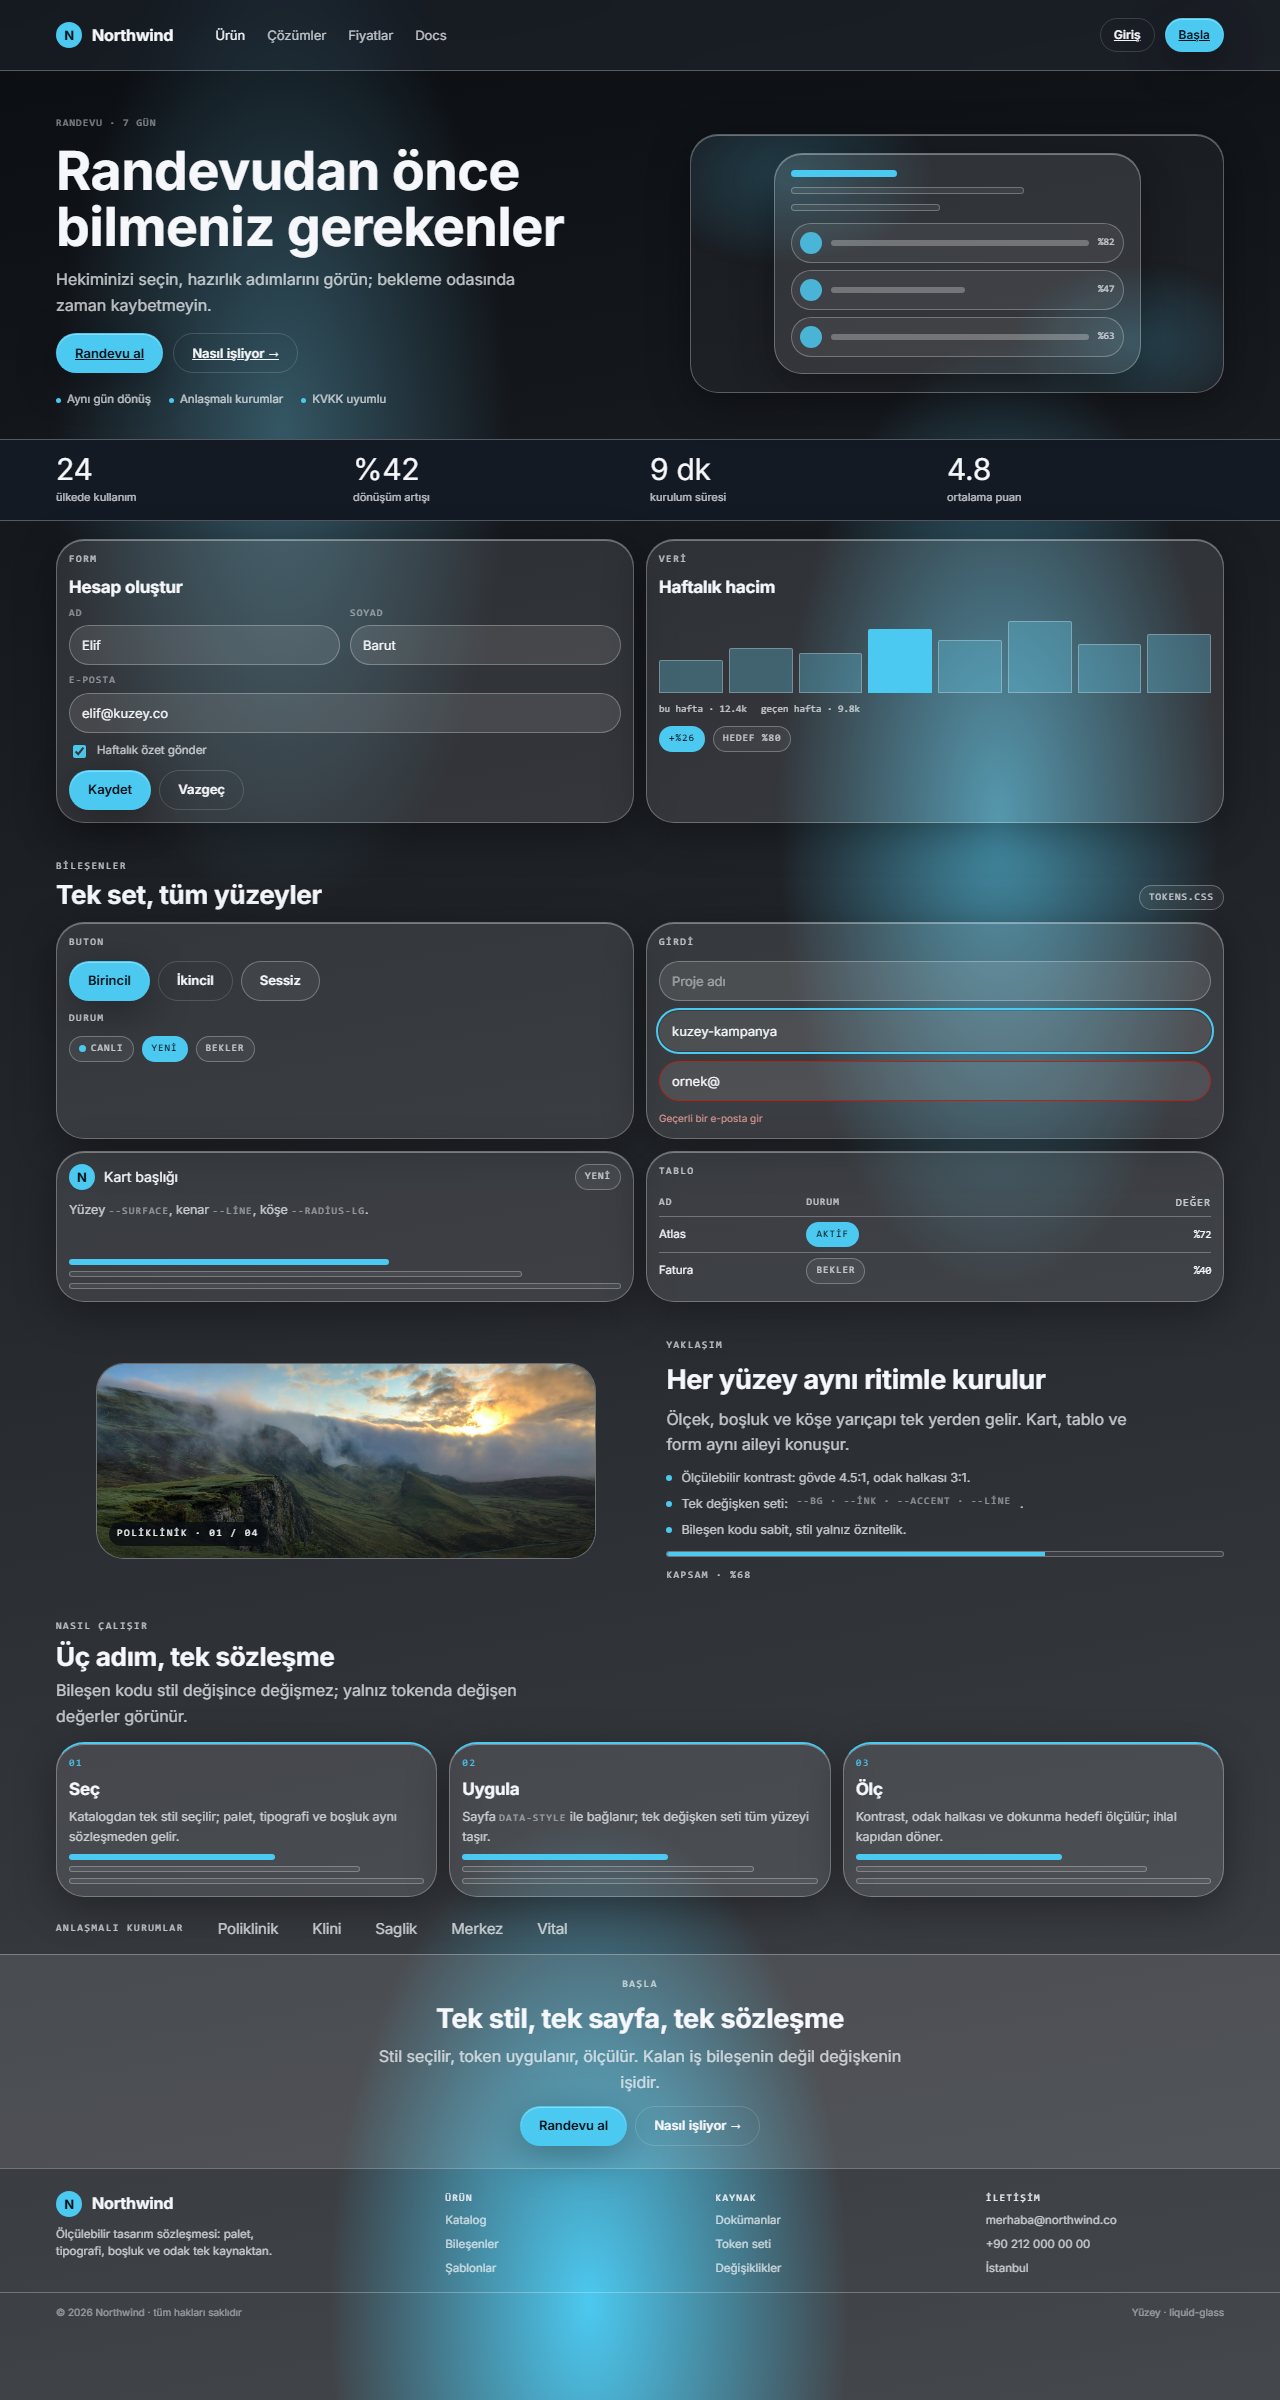 N Northwind Ürün Çözümler Fiyatlar Docs Giriş Başla
RANDEVU · 7 GÜN
Randevudan önce
bilmeniz gerekenler
Hekiminizi seçin, hazırlık adımlarını görün; bekleme odasında
zaman kaybetmeyin.
Randevu al Nasıl işliyor →
Aynı gün dönüş Anlaşmalı kurumlar KVKK uyumlu
%82
%47
%63
24 %42 9 dk 4.8
ülkede kullanım dönüşüm artışı kurulum süresi ortalama puan
FORM
Hesap oluştur
AD SOYAD
Elif Barut
E-POSTA
elif@kuzey.co
Haftalık özet gönder
Kaydet Vazgeç
VERİ
Haftalık hacim
bu hafta · 12.4k geçen hafta · 9.8k
+%26 HEDEF %80
BİLEŞENLER
Tek set, tüm yüzeyler
TOKENS.CSS
BUTON
Birincil İkincil Sessiz
DURUM
CANLI YENİ BEKLER
GİRDİ
Proje adı
kuzey-kampanya
ornek@
Geçerli bir e-posta gir
N Kart başlığı YENİ
Yüzey --SURFACE, kenar --LİNE, köşe --RADİUS-LG.
TABLO
AD DURUM DEĞER
Atlas AKTİF %72
Fatura BEKLER %40
POLİKLİNİK · 01 / 04
YAKLAŞIM
Her yüzey aynı ritimle kurulur
Ölçek, boşluk ve köşe yarıçapı tek yerden gelir. Kart, tablo ve
form aynı aileyi konuşur.
Ölçülebilir kontrast: gövde 4.5:1, odak halkası 3:1.
Tek değişken seti: --BG · --İNK · --ACCENT · --LİNE .
Bileşen kodu sabit, stil yalnız öznitelik.
KAPSAM · %68
NASIL ÇALIŞIR
Üç adım, tek sözleşme
Bileşen kodu stil değişince değişmez; yalnız tokenda değişen
değerler görünür.
01
Seç
Katalogdan tek stil seçilir; palet, tipografi ve boşluk aynı
sözleşmeden gelir.
02
Uygula
Sayfa DATA-STYLE ile bağlanır; tek değişken seti tüm yüzeyi
taşır.
03
Ölç
Kontrast, odak halkası ve dokunma hedefi ölçülür; ihlal
kapıdan döner.
ANLAŞMALI KURUMLAR Poliklinik Klini Saglik Merkez Vital
BAŞLA
Tek stil, tek sayfa, tek sözleşme
Stil seçilir, token uygulanır, ölçülür. Kalan iş bileşenin değil değişkenin
işidir.
Randevu al Nasıl işliyor →
N Northwind
Ölçülebilir tasarım sözleşmesi: palet,
tipografi, boşluk ve odak tek kaynaktan.
ÜRÜN
Katalog
Bileşenler
Şablonlar
KAYNAK
Dokümanlar
Token seti
Değişiklikler
İLETİŞİM
merhaba@northwind.co
+90 212 000 00 00
İstanbul
© 2026 Northwind · tüm hakları saklıdır Yüzey · liquid-glass